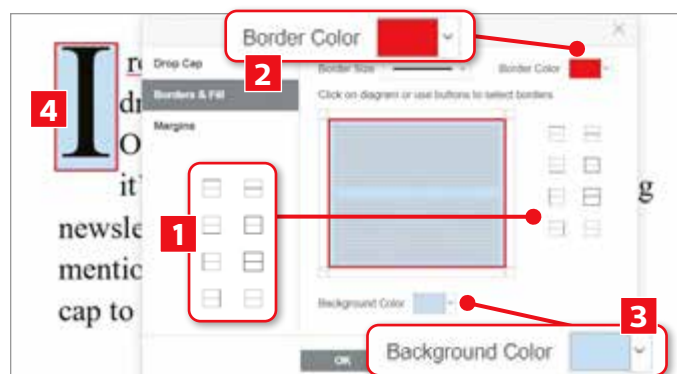 Border Color
2
Drop Cap
Border Size
Border Color
Borders & Fill
Click on diagram or use buttons to select borders
Margins
I
4
dr
O
it'
g
1
newsle
mentio
cap to
Background Color
3
OK
Background Color